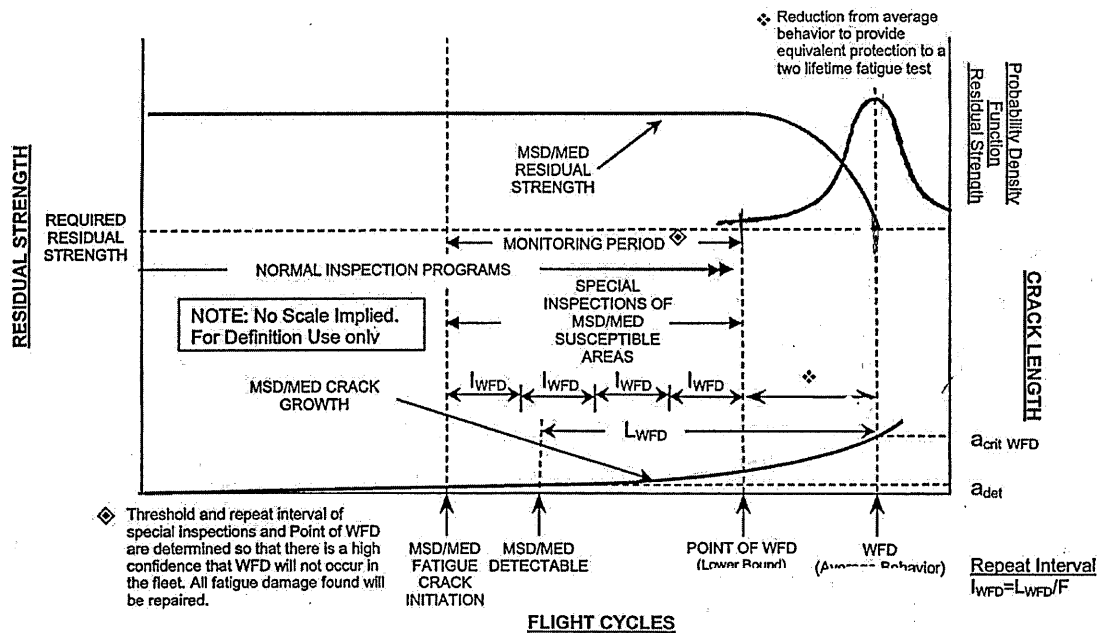 ❖ Reduction from average
behavior to provide
equivalent protection to a
two lifetime fatigue test
Probability Density
Function
Residual Strength
RESIDUAL STRENGTH
MSD/MED
RESIDUAL
STRENGTH
REQUIRED
RESIDUAL
STRENGTH
MONITORING PERIOD
NORMAL INSPECTION PROGRAMS
SPECIAL
INSPECTIONS OF
MSD/MED
SUSCEPTIBLE
AREAS
NOTE: No Scale Implied.
For Definition Use only
CRACK LENGTH
MSD/MED CRACK
GROWTH
IWFD IWFD IWFD IWFD ❖
LWFD
acrit WFD
adet
Threshold and repeat interval of
special inspections and Point of WFD
are determined so that there is a high
confidence that WFD will not occur in
the fleet. All fatigue damage found will
be repaired.
MSD/MED
FATIGUE
CRACK
INITIATION
MSD/MED
DETECTABLE
POINT OF WFD
(Lower Bound)
WFD
(Average Behavior)
Repeat Interval
IWFD=LWFD/F
FLIGHT CYCLES